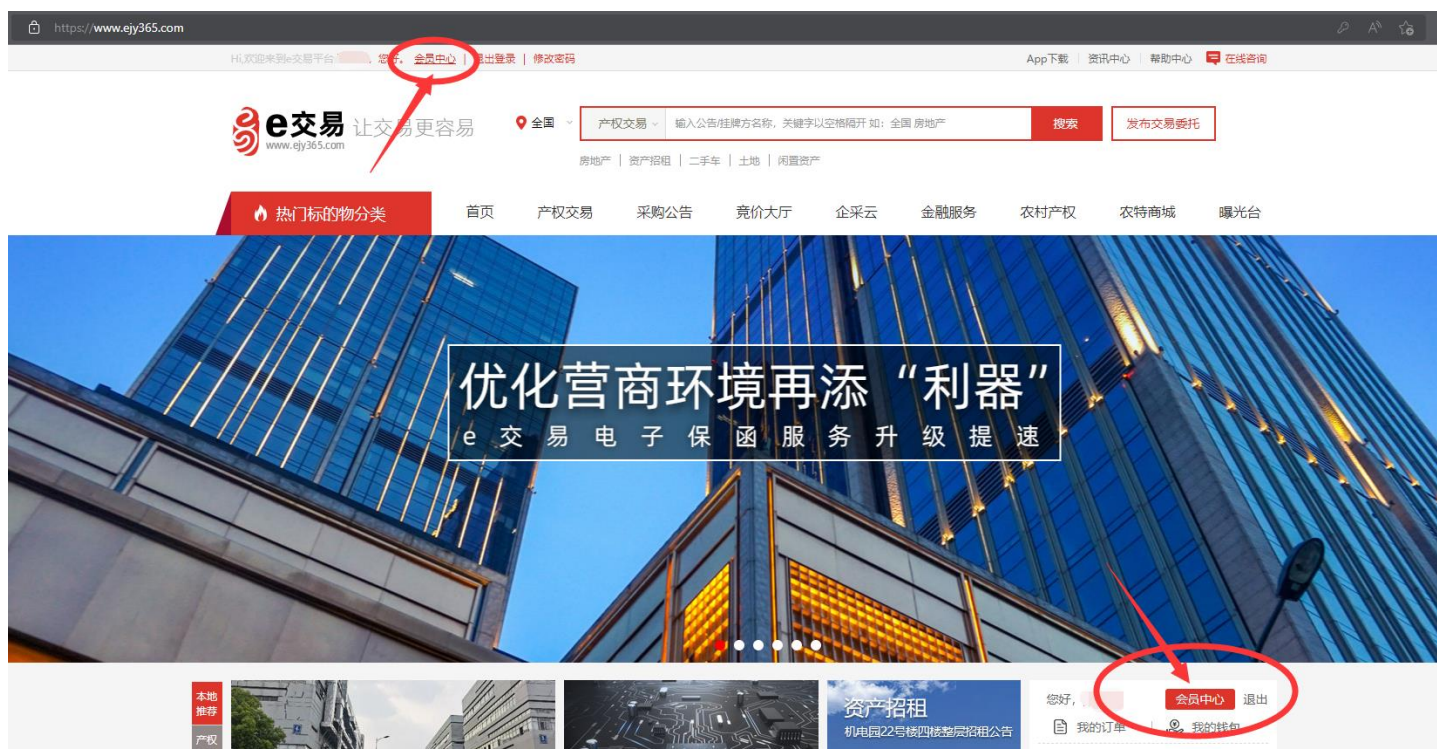 https://www.ejy365.com
Hi,欢迎来到e交易平台 , 您好, 会员中心 | 退出登录 | 修改密码
App下载 资讯中心 帮助中心 在线咨询
e交易 让交易更容易
www.ejy365.com
全国 产权交易 输入公告/挂牌方名称，关键字以空格隔开 如：全国 房地产 搜索 发布交易委托
房地产 | 资产招租 | 二手车 | 土地 | 闲置资产
热门标的物分类 首页 产权交易 采购公告 竞价大厅 企采云 金融服务 农村产权 农特商城 曝光台
优化营商环境再添“利器”
e交易电子保函服务升级提速
本地推荐
产权
资产招租
机电园22号楼四楼整层招租公告
您好, 会员中心 退出
我的订单 我的钱包